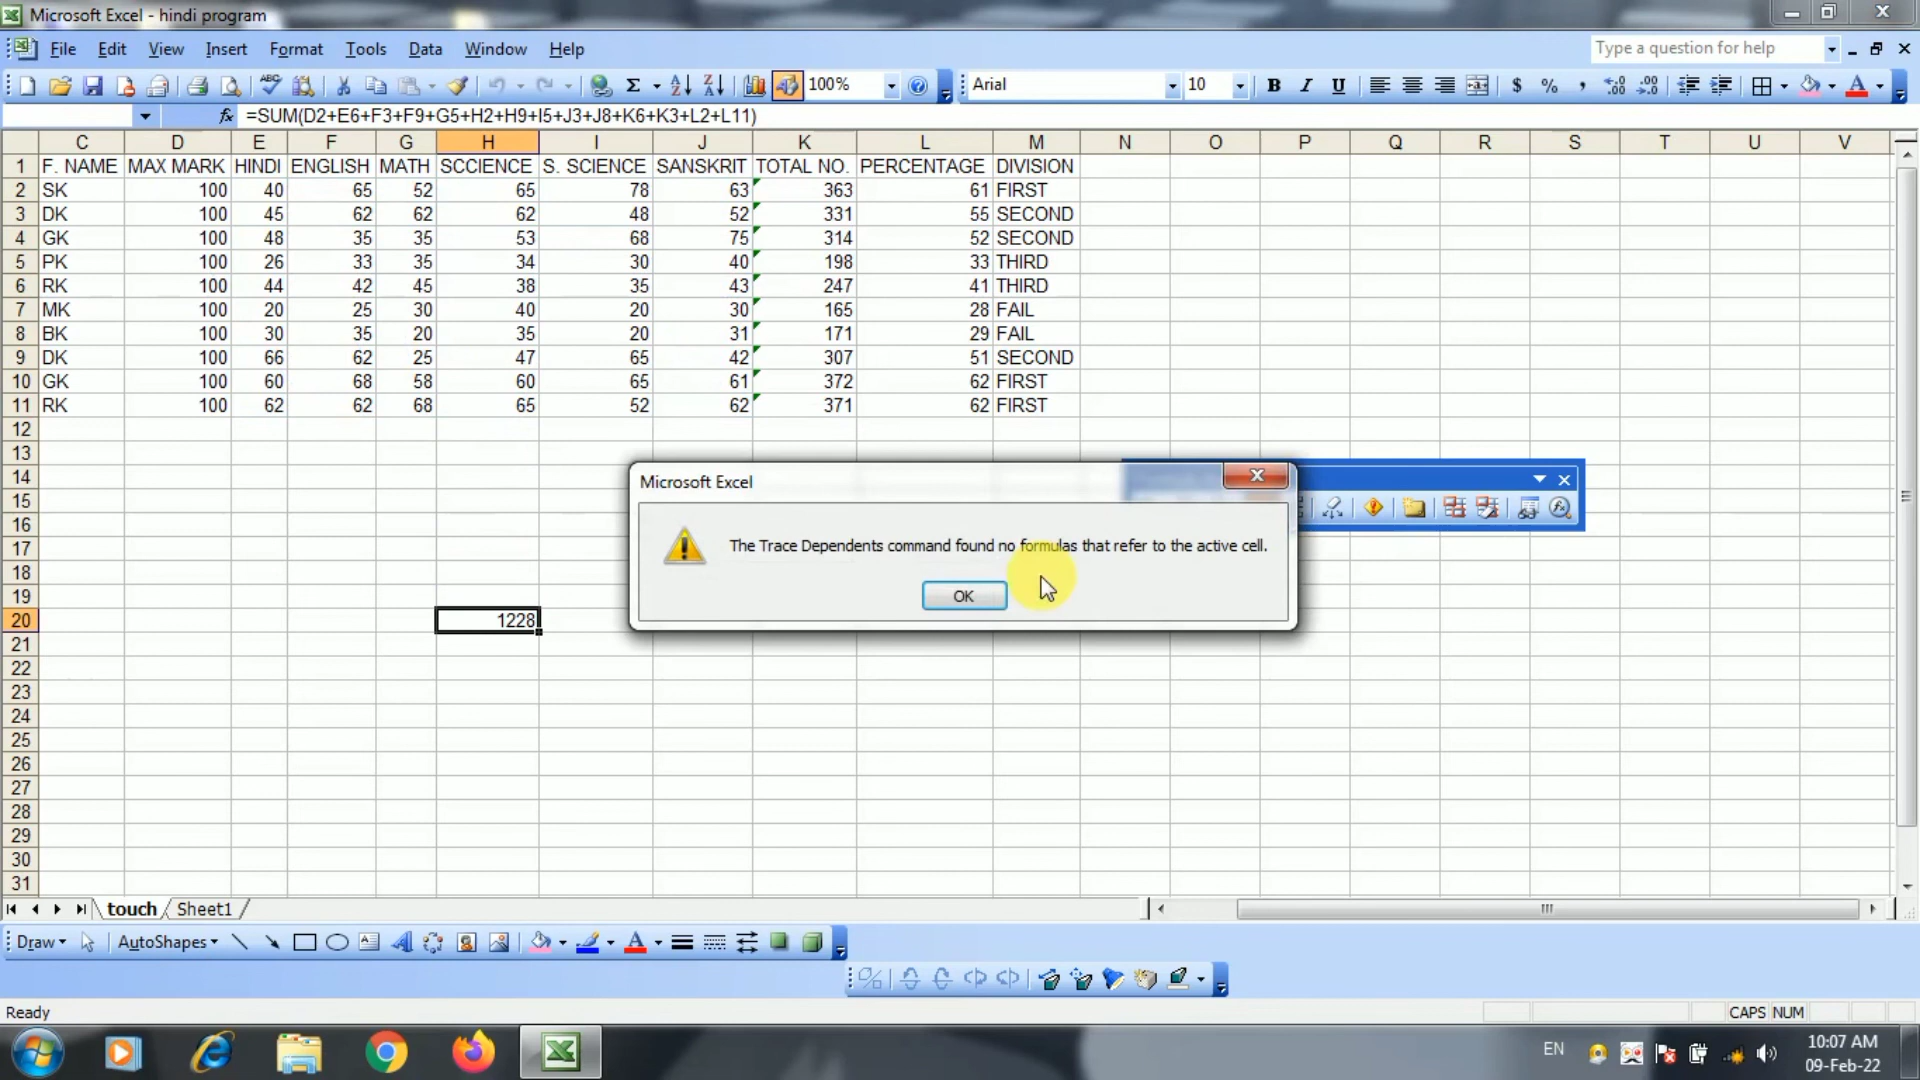 Microsoft Excel - hindi program
File Edit View Insert Format Tools Data Window Help Type a question for help
100% Arial 10 B I U $ % ,
fx =SUM(D2+E6+F3+F9+G5+H2+H9+I5+J3+J8+K6+K3+L2+L11)
C D E F G H I J K L M N O P Q R S T U V
1 F. NAME MAX MARK HINDI ENGLISH MATH SCCIENCE S. SCIENCE SANSKRIT TOTAL NO. PERCENTAGE DIVISION
2 SK 100 40 65 52 65 78 63 363 61 FIRST
3 DK 100 45 62 62 62 48 52 331 55 SECOND
4 GK 100 48 35 35 53 68 75 314 52 SECOND
5 PK 100 26 33 35 34 30 40 198 33 THIRD
6 RK 100 44 42 45 38 35 43 247 41 THIRD
7 MK 100 20 25 30 40 20 30 165 28 FAIL
8 BK 100 30 35 20 35 20 31 171 29 FAIL
9 DK 100 66 62 25 47 65 42 307 51 SECOND
10 GK 100 60 68 58 60 65 61 372 62 FIRST
11 RK 100 62 62 68 65 52 62 371 62 FIRST
12
13
14
15
16
17
18
19
20 1228
21
22
23
24
25
26
27
28
29
30
31
Microsoft Excel
The Trace Dependents command found no formulas that refer to the active cell.
OK
touch Sheet1
Draw AutoShapes
Ready CAPS NUM
EN 10:07 AM
09-Feb-22